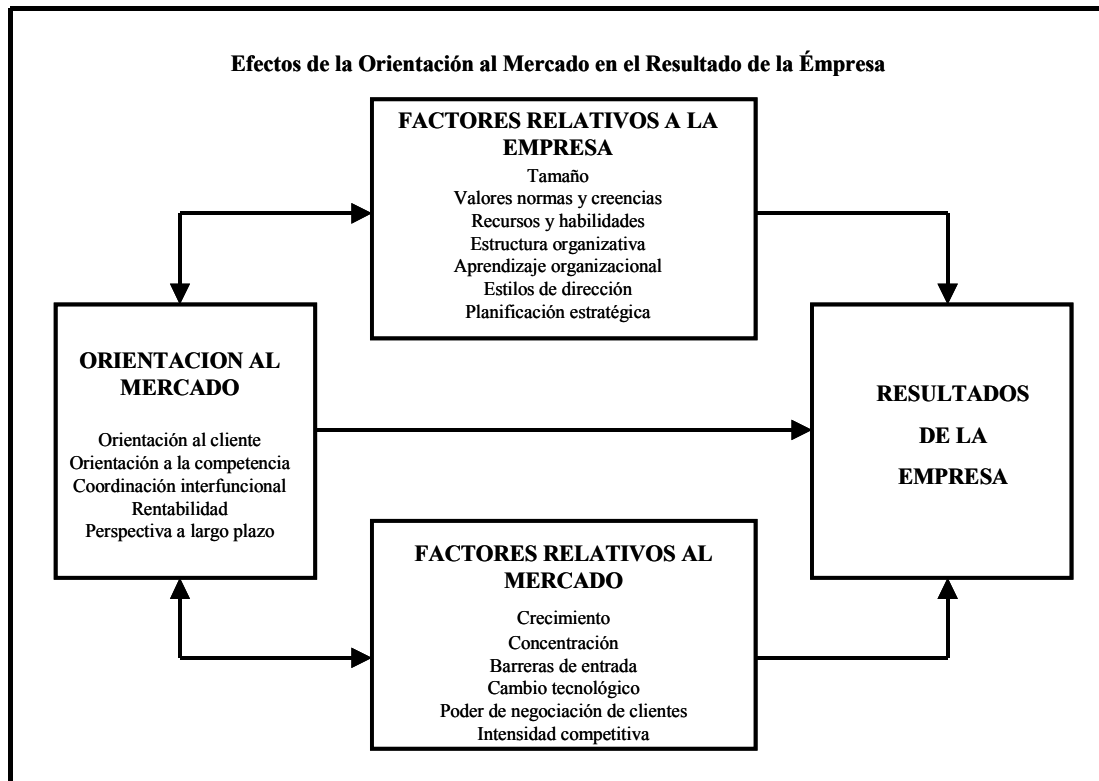 Efectos de la Orientación al Mercado en el Resultado de la Émpresa
FACTORES RELATIVOS A LA
EMPRESA
Tamaño
Valores normas y creencias
Recursos y habilidades
Estructura organizativa
Aprendizaje organizacional
Estilos de dirección
Planificación estratégica
ORIENTACION AL
MERCADO
Orientación al cliente
Orientación a la competencia
Coordinación interfuncional
Rentabilidad
Perspectiva a largo plazo
RESULTADOS
DE LA
EMPRESA
FACTORES RELATIVOS AL
MERCADO
Crecimiento
Concentración
Barreras de entrada
Cambio tecnológico
Poder de negociación de clientes
Intensidad competitiva